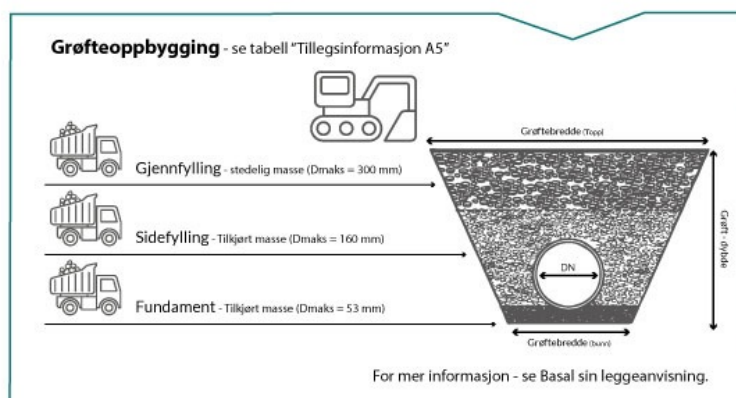 Grøfteoppbygging - se tabell "Tillegsinformasjon A5"
Grøftebredde (Topp)
Gjennfylling - stedelig masse (Dmaks = 300 mm)
Sidefylling - Tilkjørt masse (Dmaks = 160 mm)
Grøft - dybde
DN
Fundament - Tilkjørt masse (Dmaks = 53 mm)
Grøftebredde (bunn)
For mer informasjon - se Basal sin leggeanvisning.